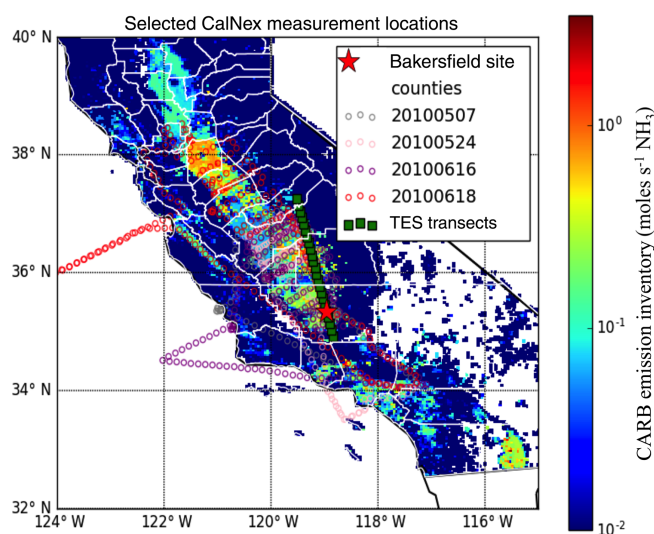 Selected CalNex measurement locations
40° N
38° N
36° N
34° N
32° N
124° W
122° W
120° W
118° W
116° W
Bakersfield site
counties
20100507
20100524
20100616
20100618
TES transects
10⁰
10⁻¹
10⁻²
CARB emission inventory (moles s⁻¹ NH₃)